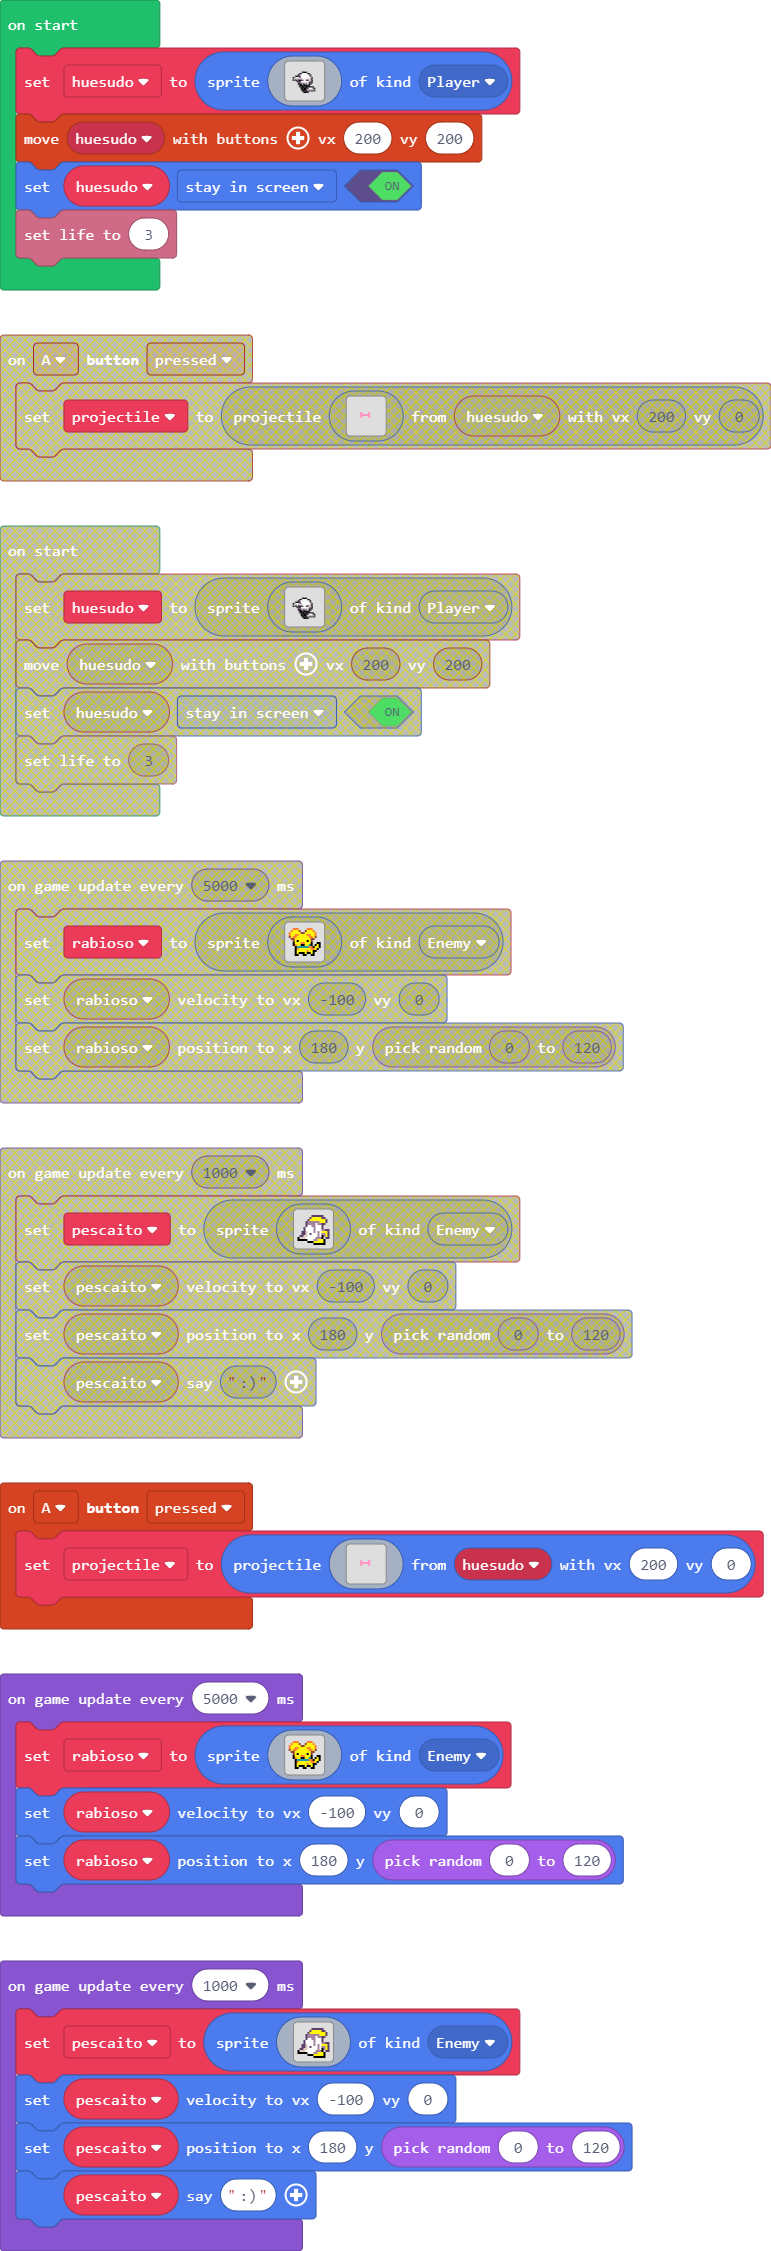 on start
set huesudo to sprite of kind Player
move huesudo with buttons vx 200 vy 200
set huesudo stay in screen ON
set life to 3
on A button pressed
set projectile to projectile from huesudo with vx 200 vy 0
on start
set huesudo to sprite of kind Player
move huesudo with buttons vx 200 vy 200
set huesudo stay in screen ON
set life to 3
on game update every 5000 ms
set rabioso to sprite of kind Enemy
set rabioso velocity to vx -100 vy 0
set rabioso position to x 180 y pick random 0 to 120
on game update every 1000 ms
set pescaito to sprite of kind Enemy
set pescaito velocity to vx -100 vy 0
set pescaito position to x 180 y pick random 0 to 120
pescaito say ":)"
on A button pressed
set projectile to projectile from huesudo with vx 200 vy 0
on game update every 5000 ms
set rabioso to sprite of kind Enemy
set rabioso velocity to vx -100 vy 0
set rabioso position to x 180 y pick random 0 to 120
on game update every 1000 ms
set pescaito to sprite of kind Enemy
set pescaito velocity to vx -100 vy 0
set pescaito position to x 180 y pick random 0 to 120
pescaito say ":)"